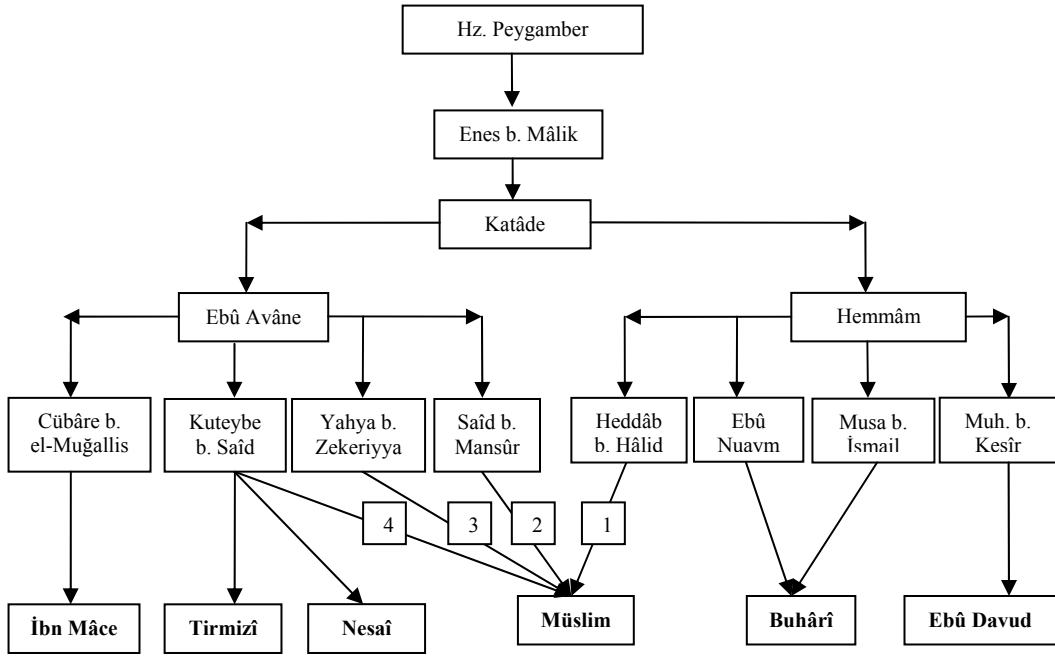 Hz. Peygamber
Enes b. Mâlik
Katâde
Ebû Avâne
Hemmâm
Cübâre b.
el-Muğallis
Kuteybe
b. Saîd
Yahya b.
Zekeriyya
Saîd b.
Mansûr
Heddâb
b. Hâlid
Ebû
Nuavm
Musa b.
İsmail
Muh. b.
Kesîr
4
3
2
1
İbn Mâce
Tirmizî
Nesaî
Müslim
Buhârî
Ebû Davud